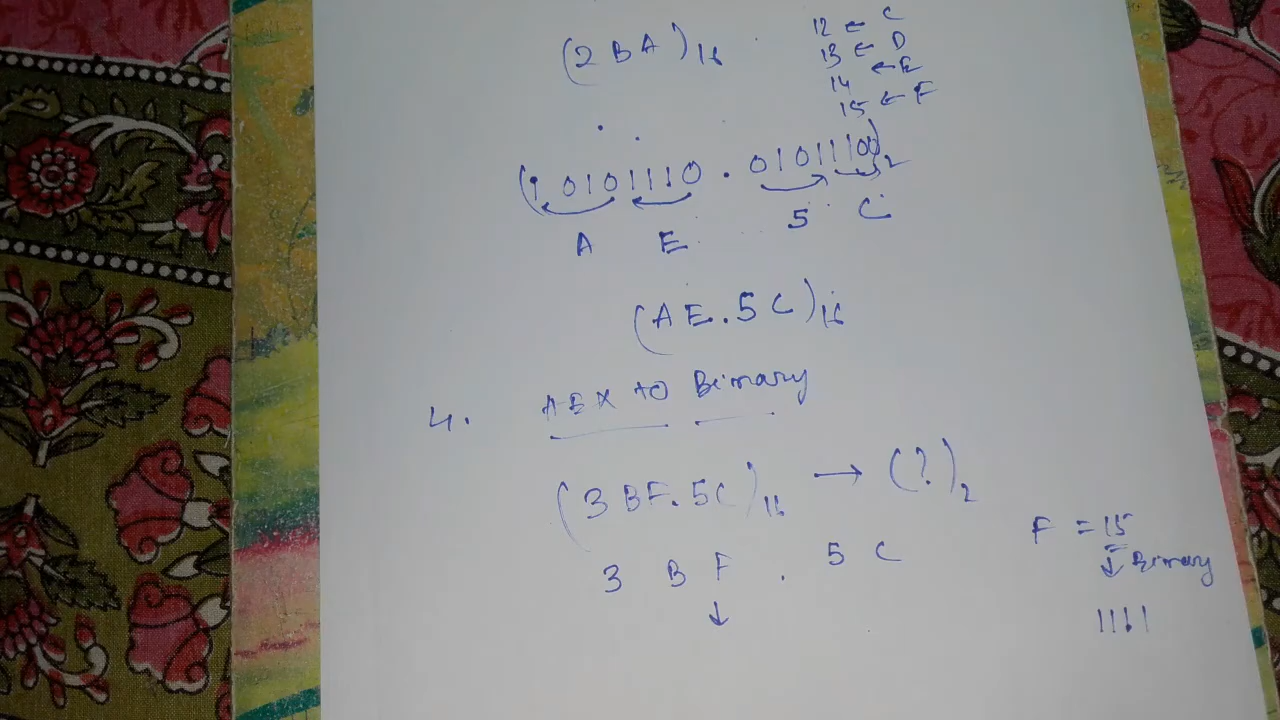 (2BA)16
12 ← C
13 ← D
14 ← E
15 ← F
(10101110.01011100)2
A E 5 C
(AE.5C)16
4. HEX to Binary
(3BF.5C)16 → (?)2
3 B F . 5 C
↓
F = 15
↓ Binary
1111